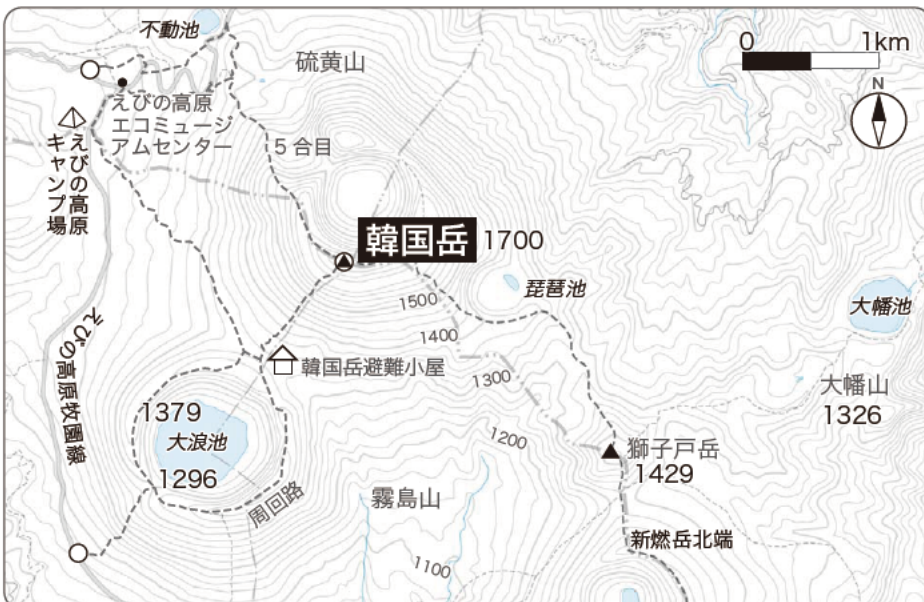 不動池
硫黄山
0 1km
N
えびの高原
エコミュージ
アムセンター
えびの高原
キャンプ場
5合目
韓国岳 1700
琵琶池
大幡池
1500
1400
1300
1200
韓国岳避難小屋
えびの高原牧園線
大幡山
1326
1379
大浪池
1296
獅子戸岳
1429
周回路
霧島山
新燃岳北端
1100